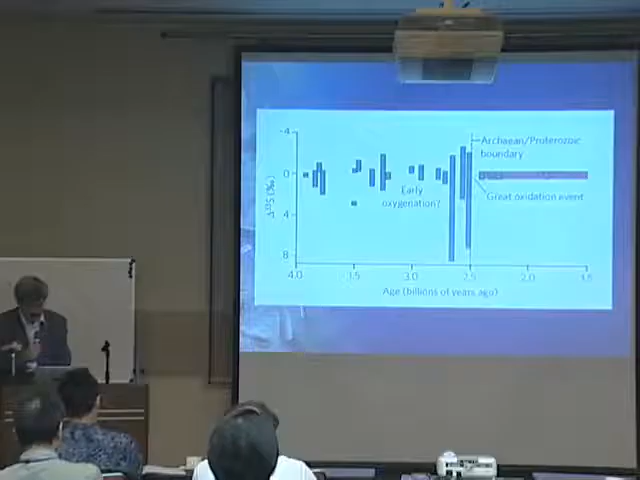 -4
Archaean/Proterozoic
boundary
0
Early
oxygenation?
Great oxidation event
4
8
Δ³³S (‰)
4.0 3.5 3.0 2.5 2.0 1.5
Age (billions of years ago)